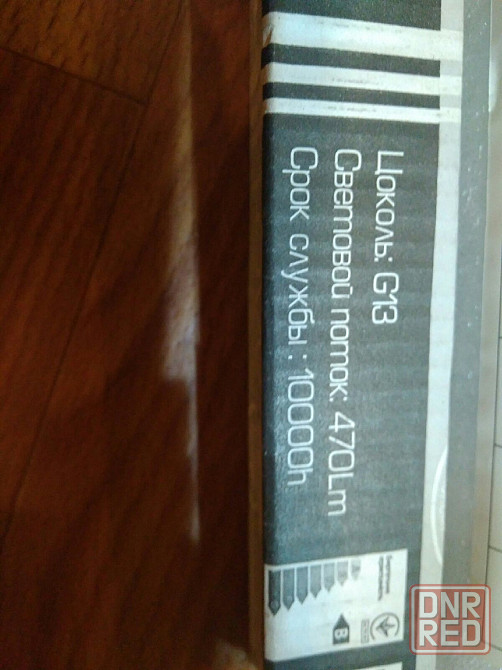 Цоколь: G13
Световой поток: 470Lm
Срок службы: 10000h
B
DNR
RED